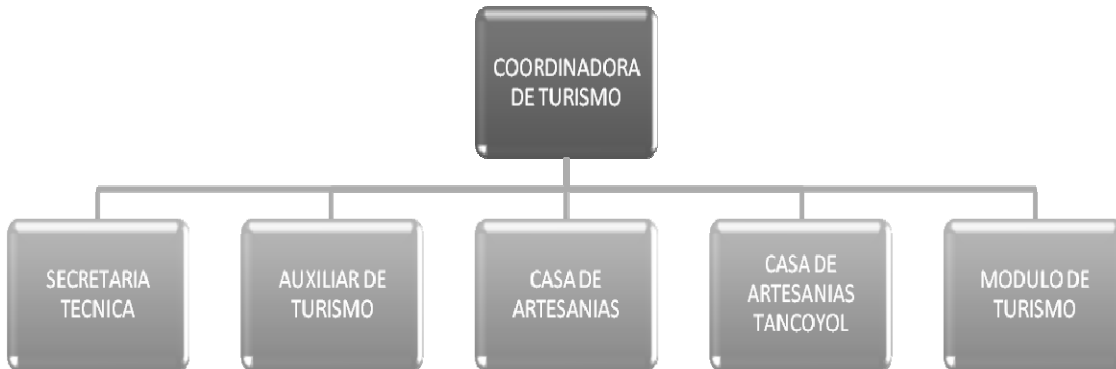 COORDINADORA
DE TURISMO
SECRETARIA
TECNICA
AUXILIAR DE
TURISMO
CASA DE
ARTESANIAS
CASA DE
ARTESANIAS
TANCOYOL
MODULO DE
TURISMO